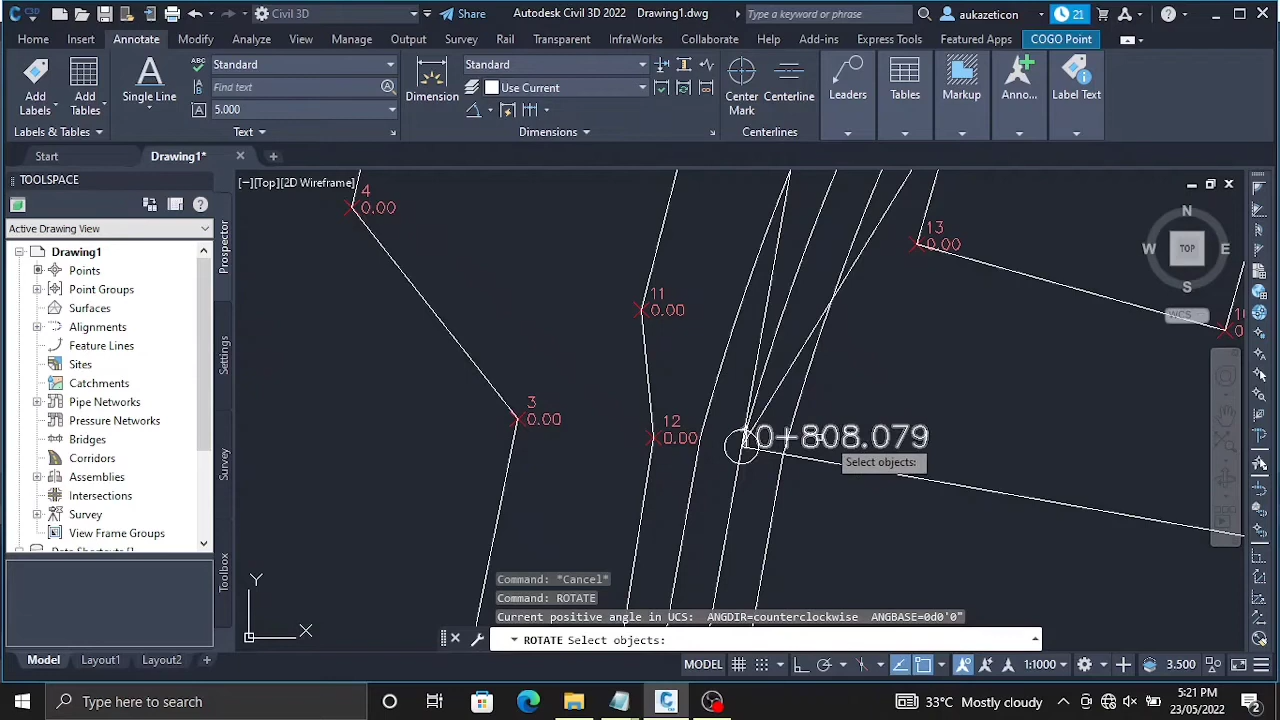 Civil 3D
Share
Autodesk Civil 3D 2022 Drawing1.dwg
Type a keyword or phrase
aukazeticon
21
Home
Insert
Annotate
Modify
Analyze
View
Manage
Output
Survey
Rail
Transparent
InfraWorks
Collaborate
Help
Add-ins
Express Tools
Featured Apps
COGO Point
Add
Labels
Add
Tables
Labels & Tables
Single Line
Standard
Find text
5.000
Text
Dimension
Standard
Use Current
Dimensions
Center
Mark
Centerline
Centerlines
Leaders
Tables
Markup
Anno...
Label Text
Start
Drawing1*
TOOLSPACE
Active Drawing View
Drawing1
Points
Point Groups
Surfaces
Alignments
Feature Lines
Sites
Catchments
Pipe Networks
Pressure Networks
Bridges
Corridors
Assemblies
Intersections
Survey
View Frame Groups
Data Shortcuts []
Prospector
Settings
Survey
Toolbox
[−][Top][2D Wireframe]
4
0.00
11
0.00
3
0.00
12
0.00
13
0.00
0+808.079
Select objects:
N
W
TOP
E
S
WCS
Y
X
Command: *Cancel*
Command: ROTATE
Current positive angle in UCS: ANGDIR=counterclockwise ANGBASE=0d0'0"
ROTATE Select objects:
Model
Layout1
Layout2
MODEL
1:1000
3.500
Type here to search
33°C Mostly cloudy
5:21 PM
23/05/2022
2